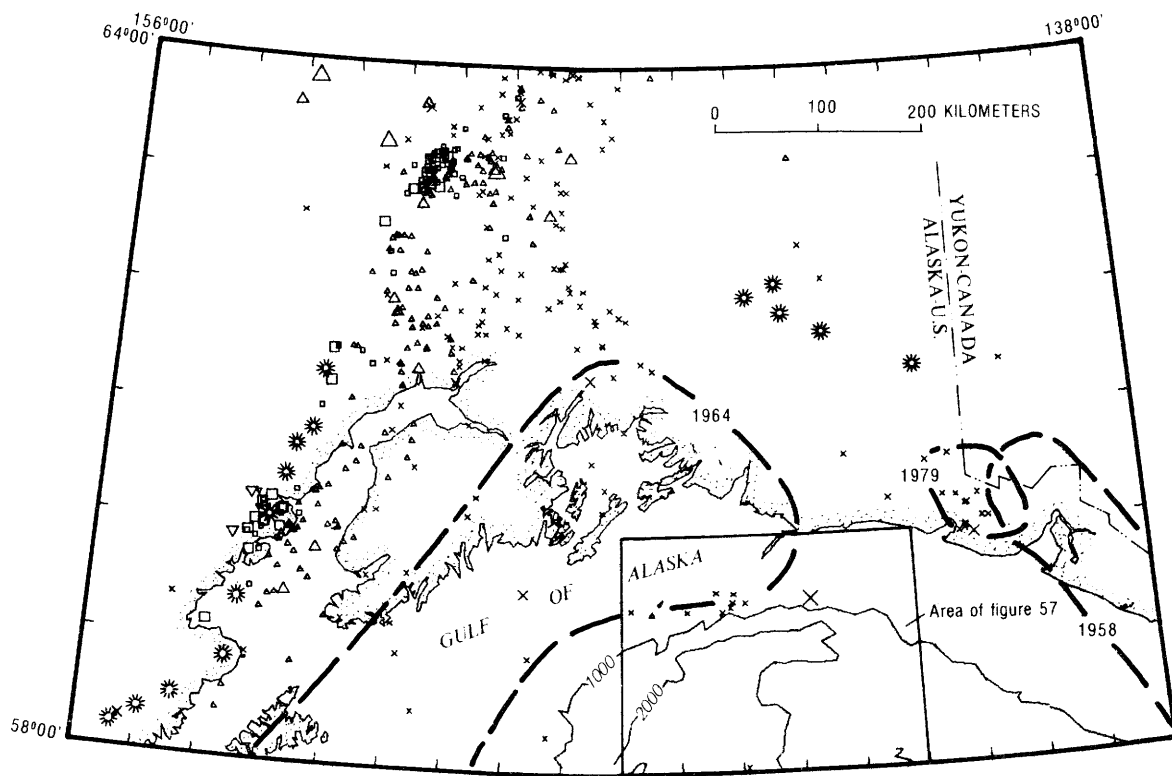 156°00'
64°00'
138°00'
0 100 200 KILOMETERS
YUKON-CANADA
ALASKA-U.S.
1964
1979
ALASKA
GULF OF
Area of figure 57
1958
1000
2000
58°00'